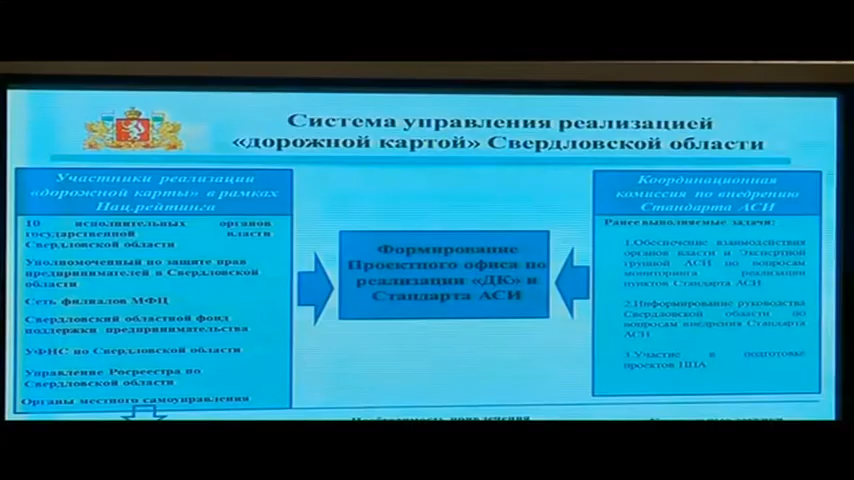 Система управления реализацией
«дорожной картой» Свердловской области
Участники реализации
«дорожной карты» в рамках
Нац.рейтинга
10 исполнительных органов
государственной власти
Свердловской области
Уполномоченный по защите прав
предпринимателей в Свердловской
области
Сеть филиалов МФЦ
Свердловский областной фонд
поддержки предпринимательства
УФНС по Свердловской области
Управление Росреестра по
Свердловской области
Органы местного самоуправления
Формирование
Проектного офиса по
реализации «ДК» и
Стандарта АСИ
Координационная
комиссия по внедрению
Стандарта АСИ
Ранее выполняемые задачи:
1.Обеспечение взаимодействия
органов власти и Экспертной
группой АСИ по вопросам
мониторинга реализации
пунктов Стандарта АСИ
2.Информирование руководства
Свердловской области по
вопросам внедрения Стандарта
АСИ
3.Участие в подготовке
проектов НПА